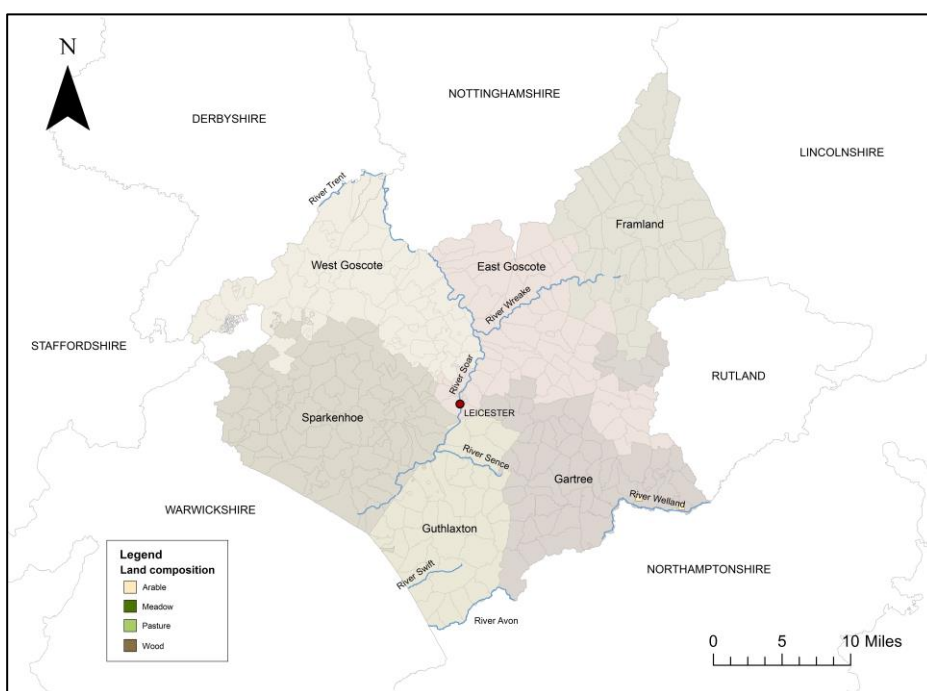 N
NOTTINGHAMSHIRE
DERBYSHIRE
LINCOLNSHIRE
River Trent
Framland
West Goscote
East Goscote
River Wreake
STAFFORDSHIRE
River Soar
RUTLAND
LEICESTER
Sparkenhoe
River Sence
Gartree
River Welland
WARWICKSHIRE
Guthlaxton
Legend
Land composition
Arable
Meadow
Pasture
Wood
River Swift
NORTHAMPTONSHIRE
River Avon
0 5 10 Miles